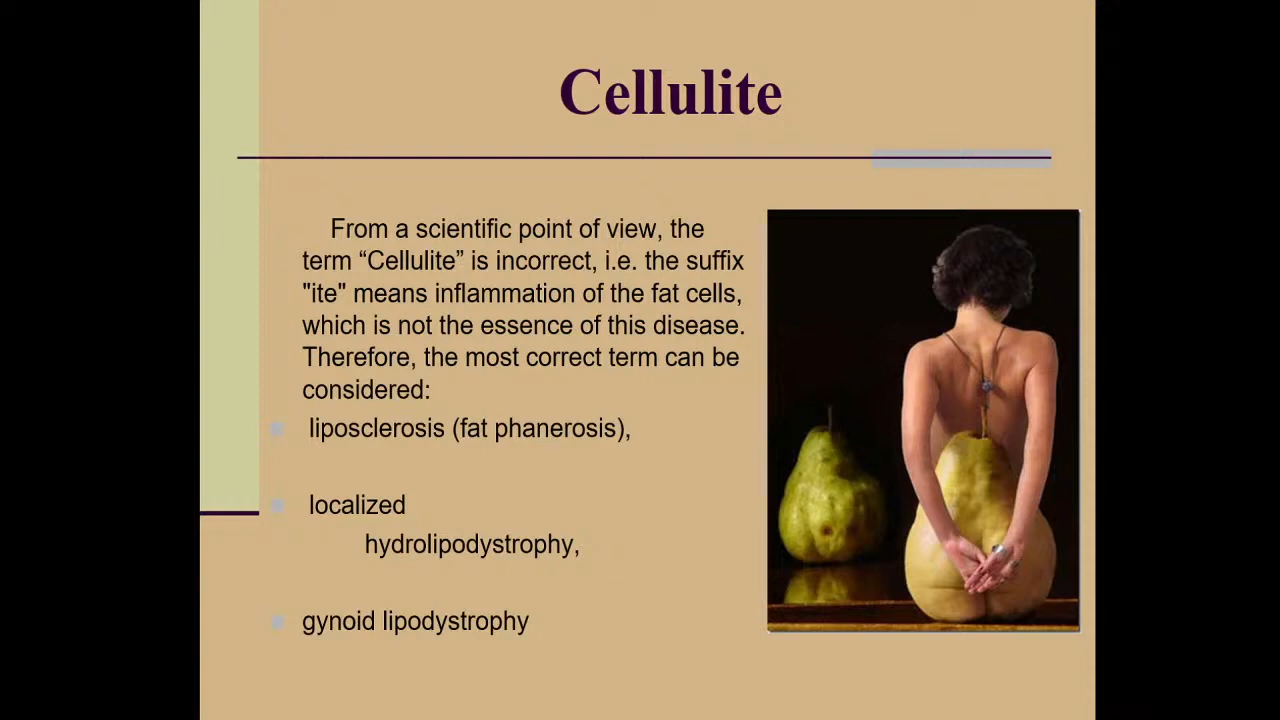 Cellulite
From a scientific point of view, the
term “Cellulite” is incorrect, i.e. the suffix
"ite" means inflammation of the fat cells,
which is not the essence of this disease.
Therefore, the most correct term can be
considered:
liposclerosis (fat phanerosis),
localized
hydrolipodystrophy,
gynoid lipodystrophy